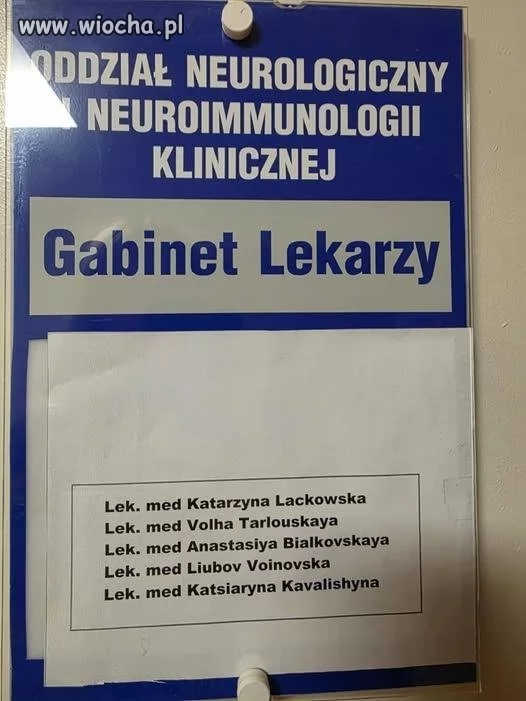 www.wiocha.pl
ODDZIAŁ NEUROLOGICZNY
I NEUROIMMUNOLOGII
KLINICZNEJ
Gabinet Lekarzy
Lek. med Katarzyna Lackowska
Lek. med Volha Tarlouskaya
Lek. med Anastasiya Bialkovskaya
Lek. med Liubov Voinovska
Lek. med Katsiaryna Kavalishyna